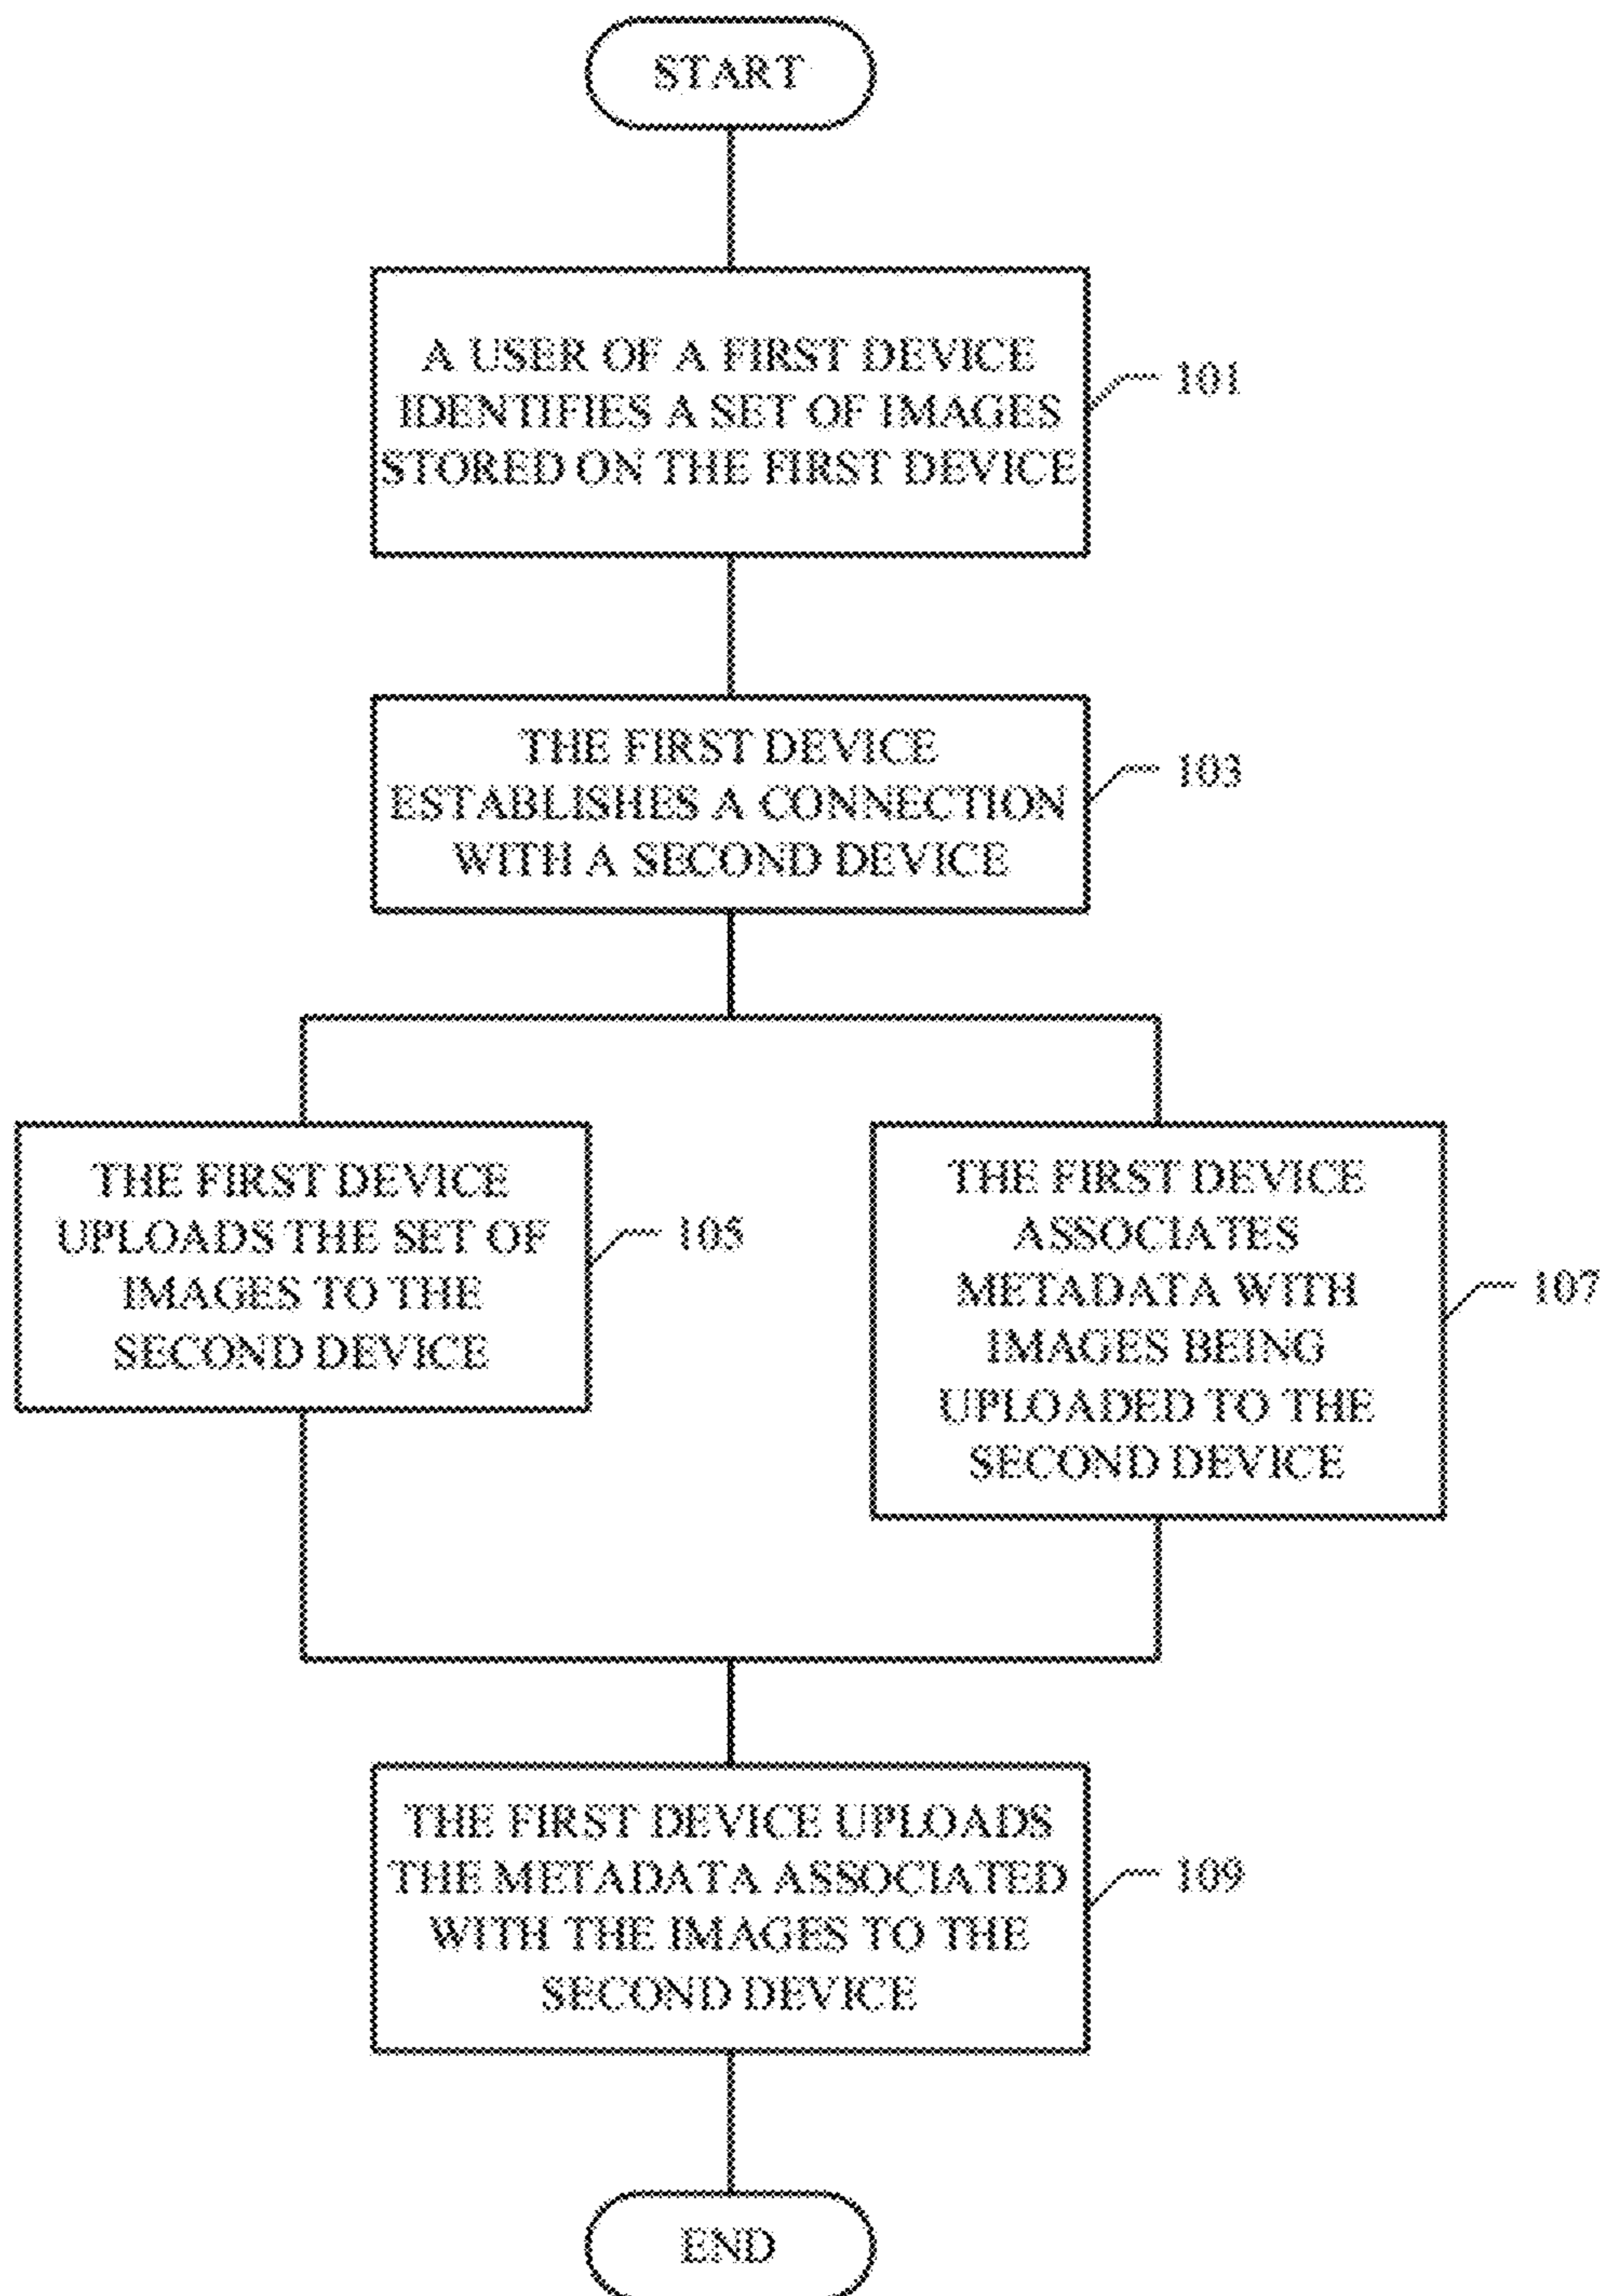 START
A USER OF A FIRST DEVICE
IDENTIFIES A SET OF IMAGES
STORED ON THE FIRST DEVICE
101
THE FIRST DEVICE
ESTABLISHES A CONNECTION
WITH A SECOND DEVICE
103
THE FIRST DEVICE
UPLOADS THE SET OF
IMAGES TO THE
SECOND DEVICE
105
THE FIRST DEVICE
ASSOCIATES
METADATA WITH
IMAGES BEING
UPLOADED TO THE
SECOND DEVICE
107
THE FIRST DEVICE UPLOADS
THE METADATA ASSOCIATED
WITH THE IMAGES TO THE
SECOND DEVICE
109
END